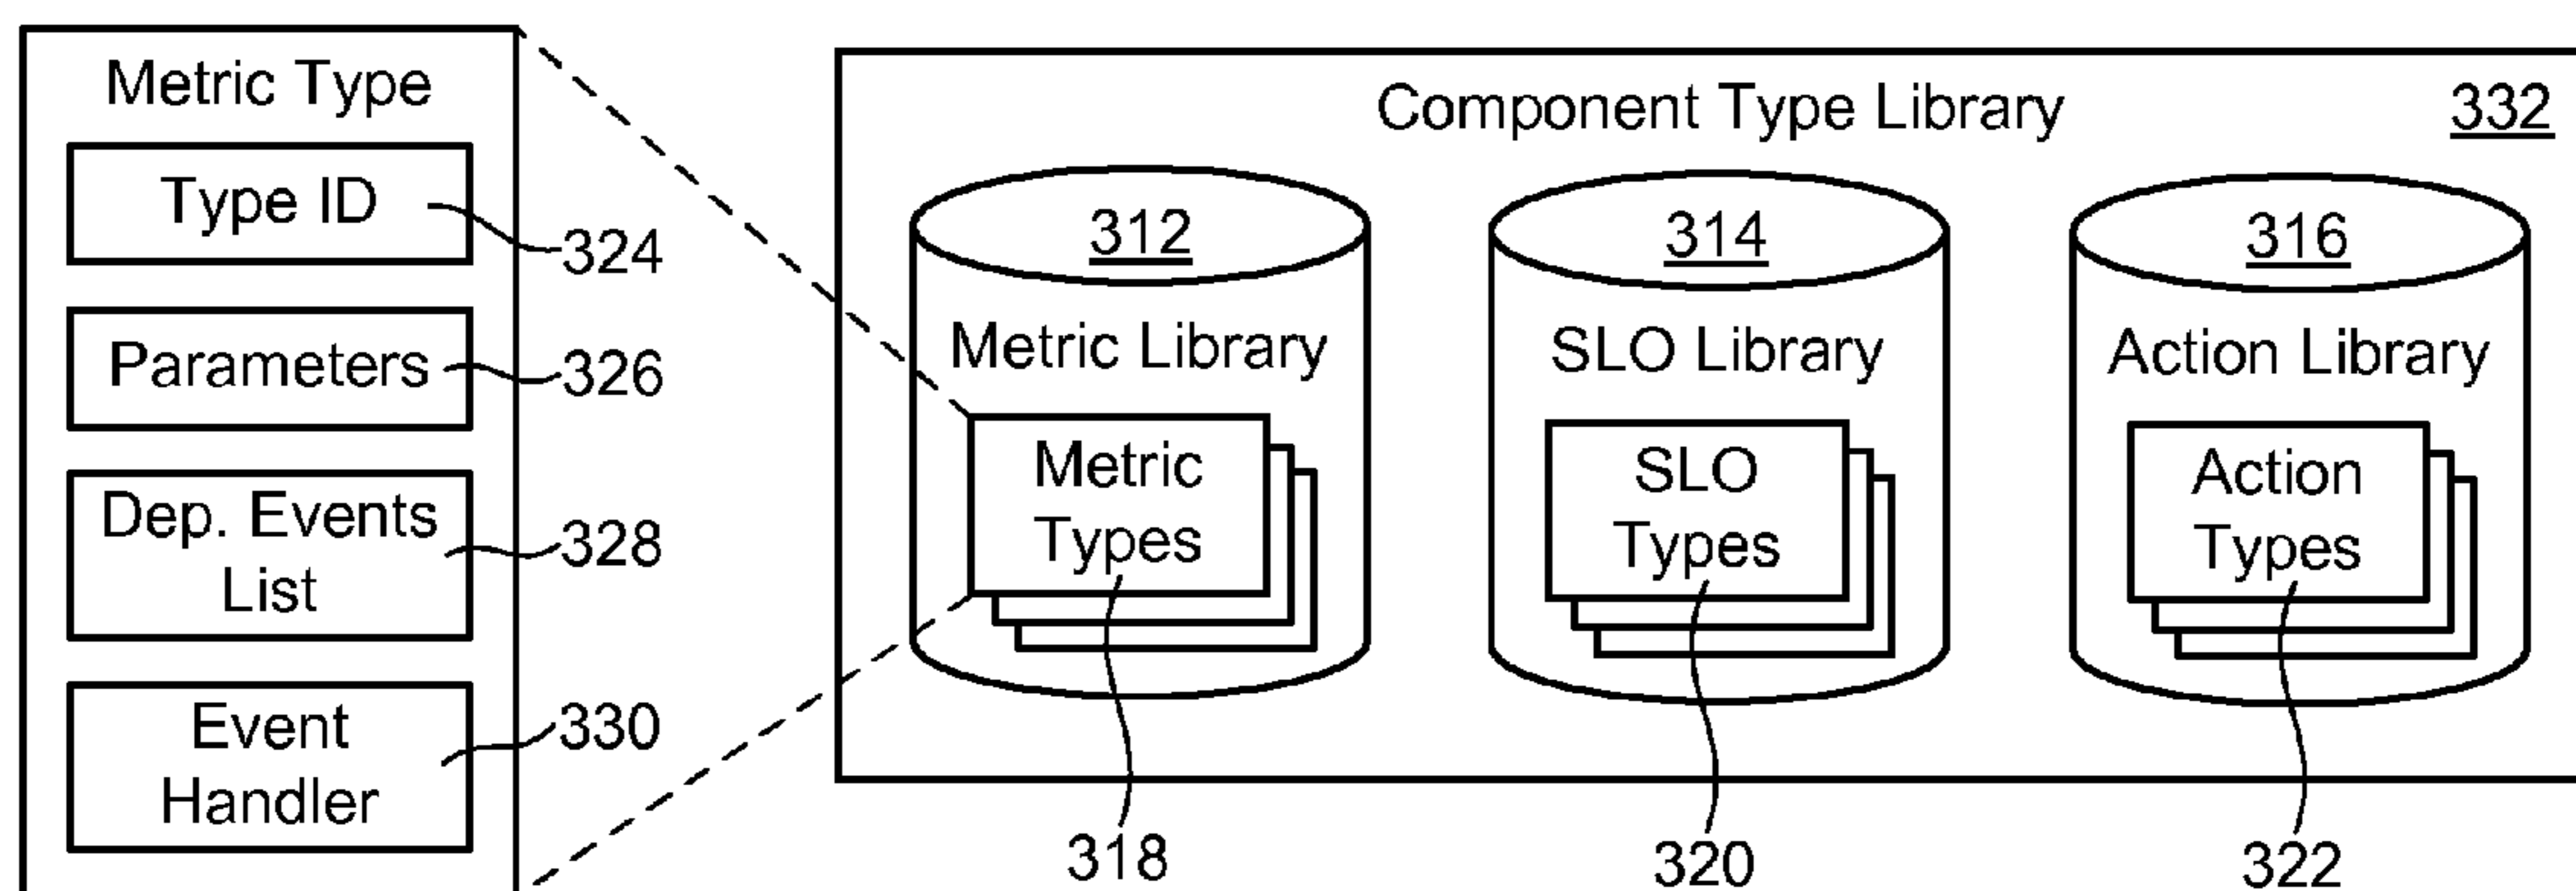 Metric Type
Type ID
324
Parameters
326
Dep. Events
List
328
Event
Handler
330
Component Type Library
332
312
Metric Library
Metric
Types
318
314
SLO Library
SLO
Types
320
316
Action Library
Action
Types
322